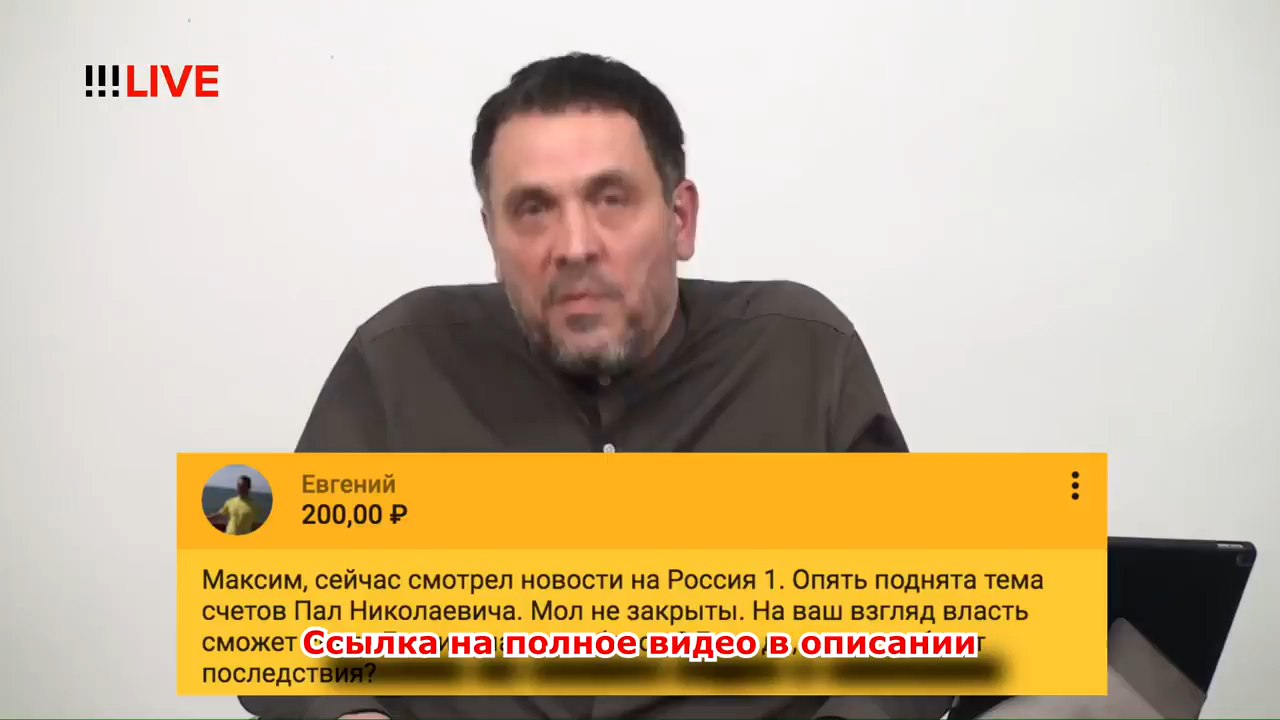 !!!LIVE
Евгений
200,00 ₽
Максим, сейчас смотрел новости на Россия 1. Опять поднята тема
счетов Пал Николаевича. Мол не закрыты. На ваш взгляд власть
сможет
Ссылка на полное видео в описании
последствия?